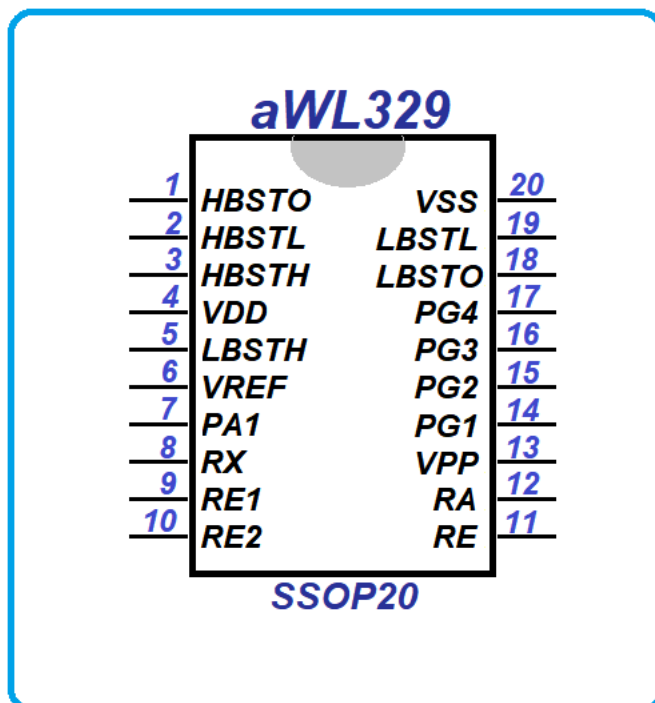 aWL329
1 HBSTO VSS 20
2 HBSTL LBSTL 19
3 HBSTH LBSTO 18
4 VDD PG4 17
5 LBSTH PG3 16
6 VREF PG2 15
7 PA1 PG1 14
8 RX VPP 13
9 RE1 RA 12
10 RE2 RE 11
SSOP20